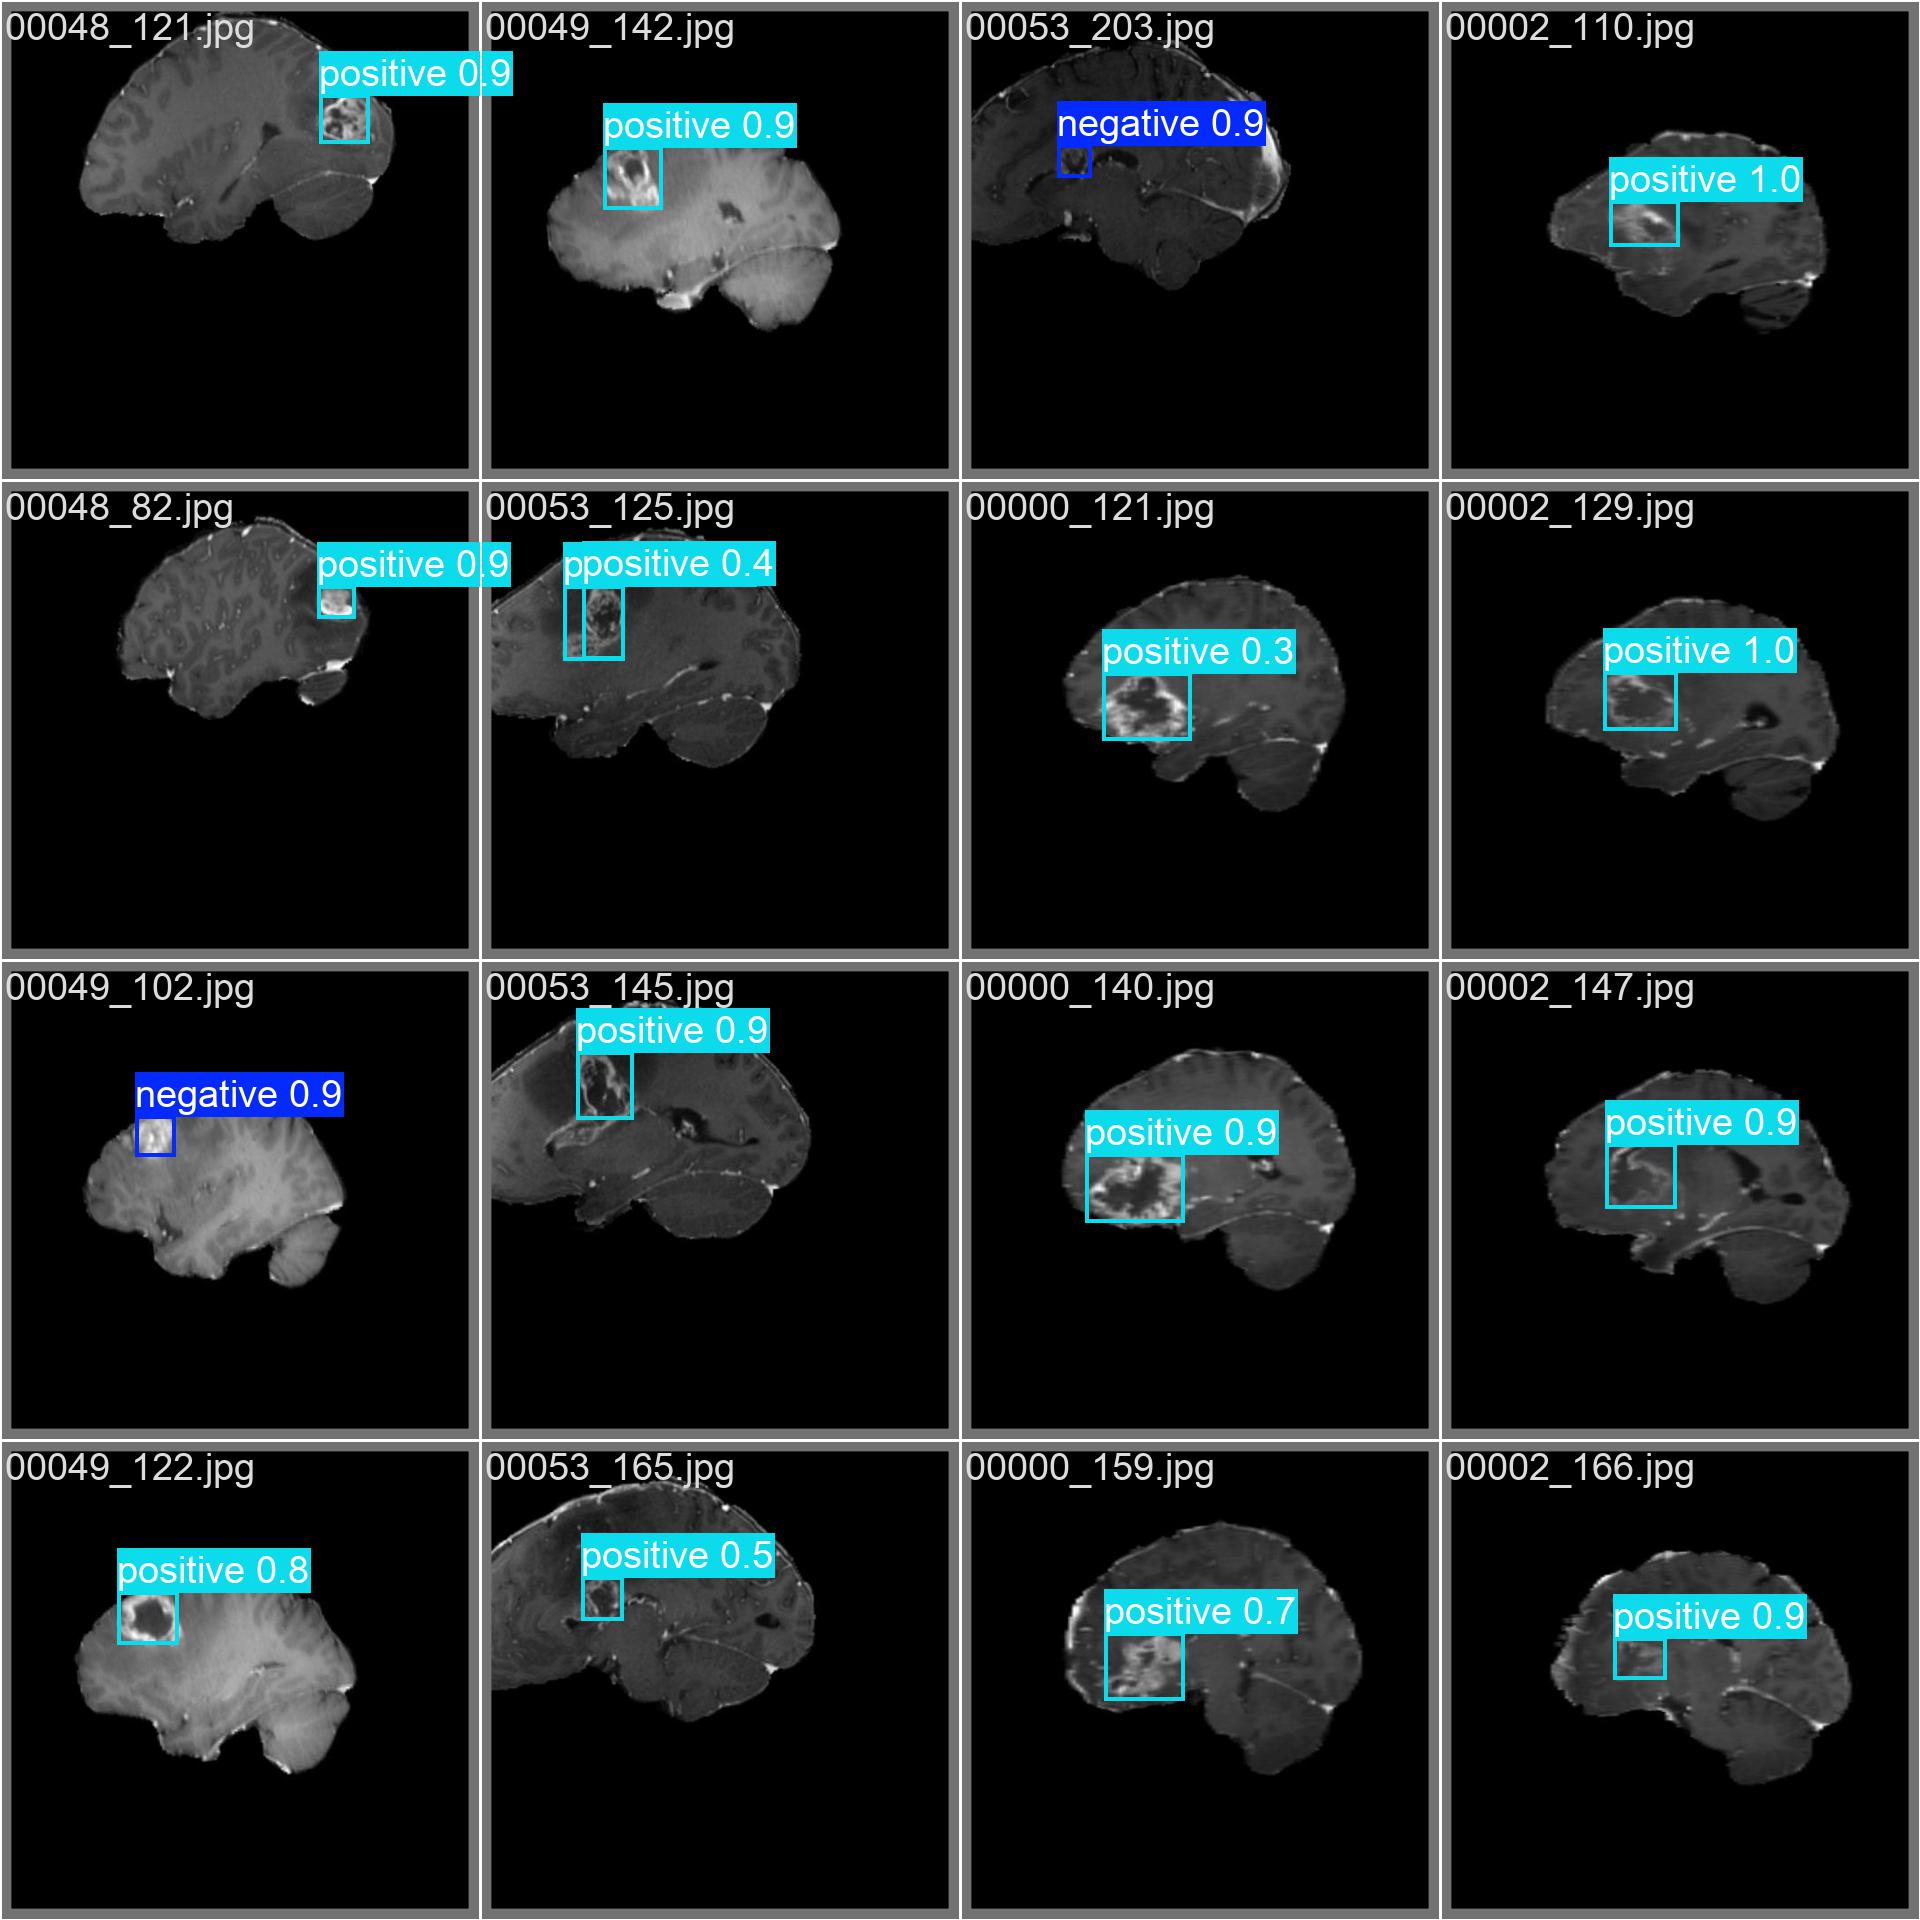 00048_121.jpg
positive 0.9
00049_142.jpg
positive 0.9
00053_203.jpg
negative 0.9
00002_110.jpg
positive 1.0
00048_82.jpg
positive 0.9
00053_125.jpg
p
positive 0.4
00000_121.jpg
positive 0.3
00002_129.jpg
positive 1.0
00049_102.jpg
negative 0.9
00053_145.jpg
positive 0.9
00000_140.jpg
positive 0.9
00002_147.jpg
positive 0.9
00049_122.jpg
positive 0.8
00053_165.jpg
positive 0.5
00000_159.jpg
positive 0.7
00002_166.jpg
positive 0.9